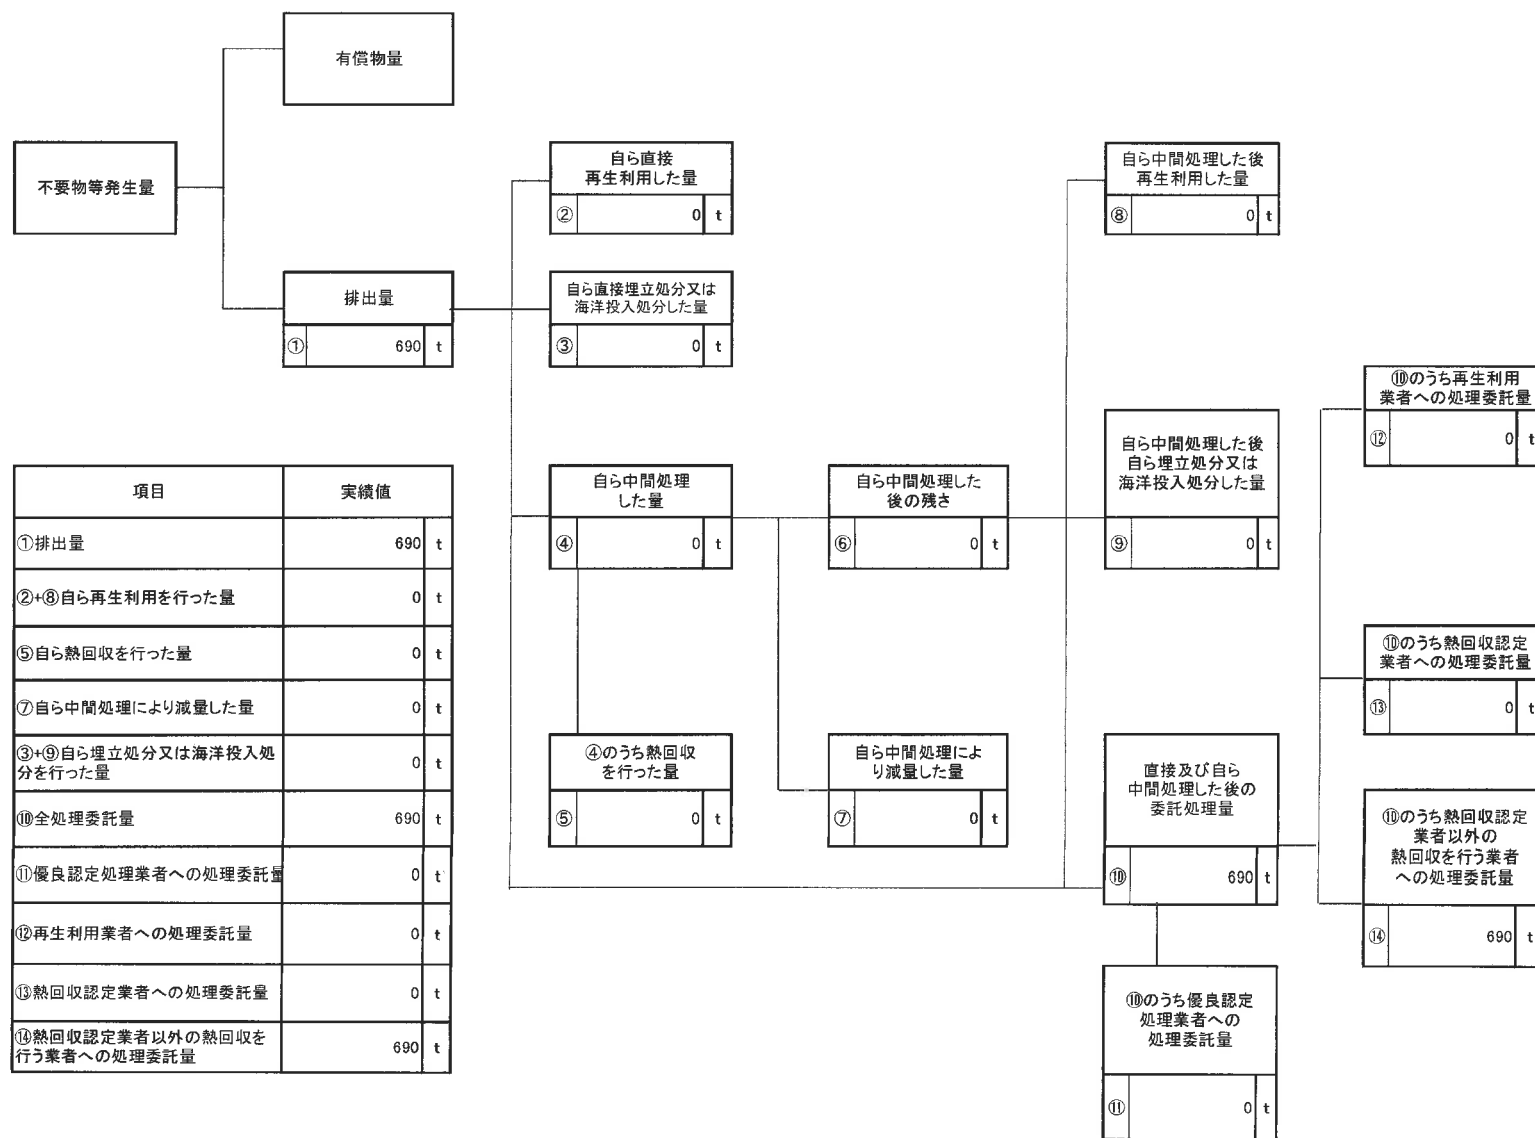 有償物量
不要物等発生量
排出量
① 690 t
自ら直接
再生利用した量
② 0 t
自ら直接埋立処分又は
海洋投入処分した量
③ 0 t
自ら中間処理
した量
④ 0 t
④のうち熱回収
を行った量
⑤ 0 t
自ら中間処理した
後の残さ
⑥ 0 t
自ら中間処理によ
り減量した量
⑦ 0 t
自ら中間処理した後
再生利用した量
⑧ 0 t
自ら中間処理した後
自ら埋立処分又は
海洋投入処分した量
⑨ 0 t
直接及び自ら
中間処理した後の
委託処理量
⑩ 690 t
⑩のうち優良認定
処理業者への
処理委託量
⑪ 0 t
⑩のうち再生利用
業者への処理委託量
⑫ 0 t
⑩のうち熱回収認定
業者への処理委託量
⑬ 0 t
⑩のうち熱回収認定
業者以外の
熱回収を行う業者
への処理委託量
⑭ 690 t
項目 実績値
①排出量 690 t
②+⑧自ら再生利用を行った量 0 t
⑤自ら熱回収を行った量 0 t
⑦自ら中間処理により減量した量 0 t
③+⑨自ら埋立処分又は海洋投入処
分を行った量 0 t
⑩全処理委託量 690 t
⑪優良認定処理業者への処理委託量 0 t
⑫再生利用業者への処理委託量 0 t
⑬熱回収認定業者への処理委託量 0 t
⑭熱回収認定業者以外の熱回収を
行う業者への処理委託量 690 t